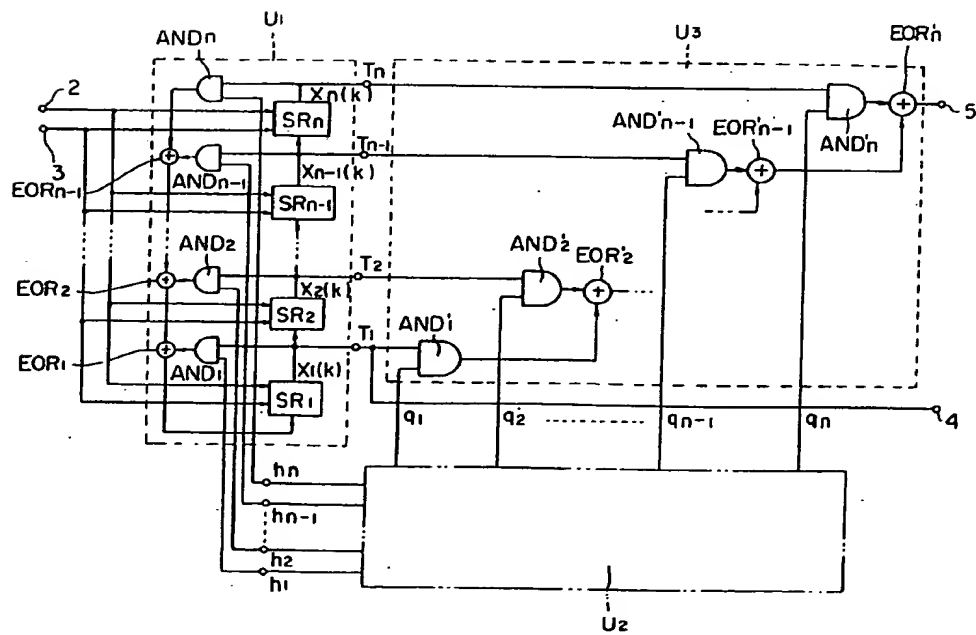 U1
U3
EOR'n
ANDn
2
Tn
Xn(k)
5
SRn
3
AND'n-1
EOR'n-1
AND'n
Tn-1
ANDn-1
Xn-1(k)
EORn-1
SRn-1
AND2
AND'2
EOR'2
T2
X2(k)
EOR2
SR2
T1
AND'1
EOR1
AND1
X1(k)
SR1
q1
q2
qn-1
qn
4
hn
hn-1
h2
h1
U2